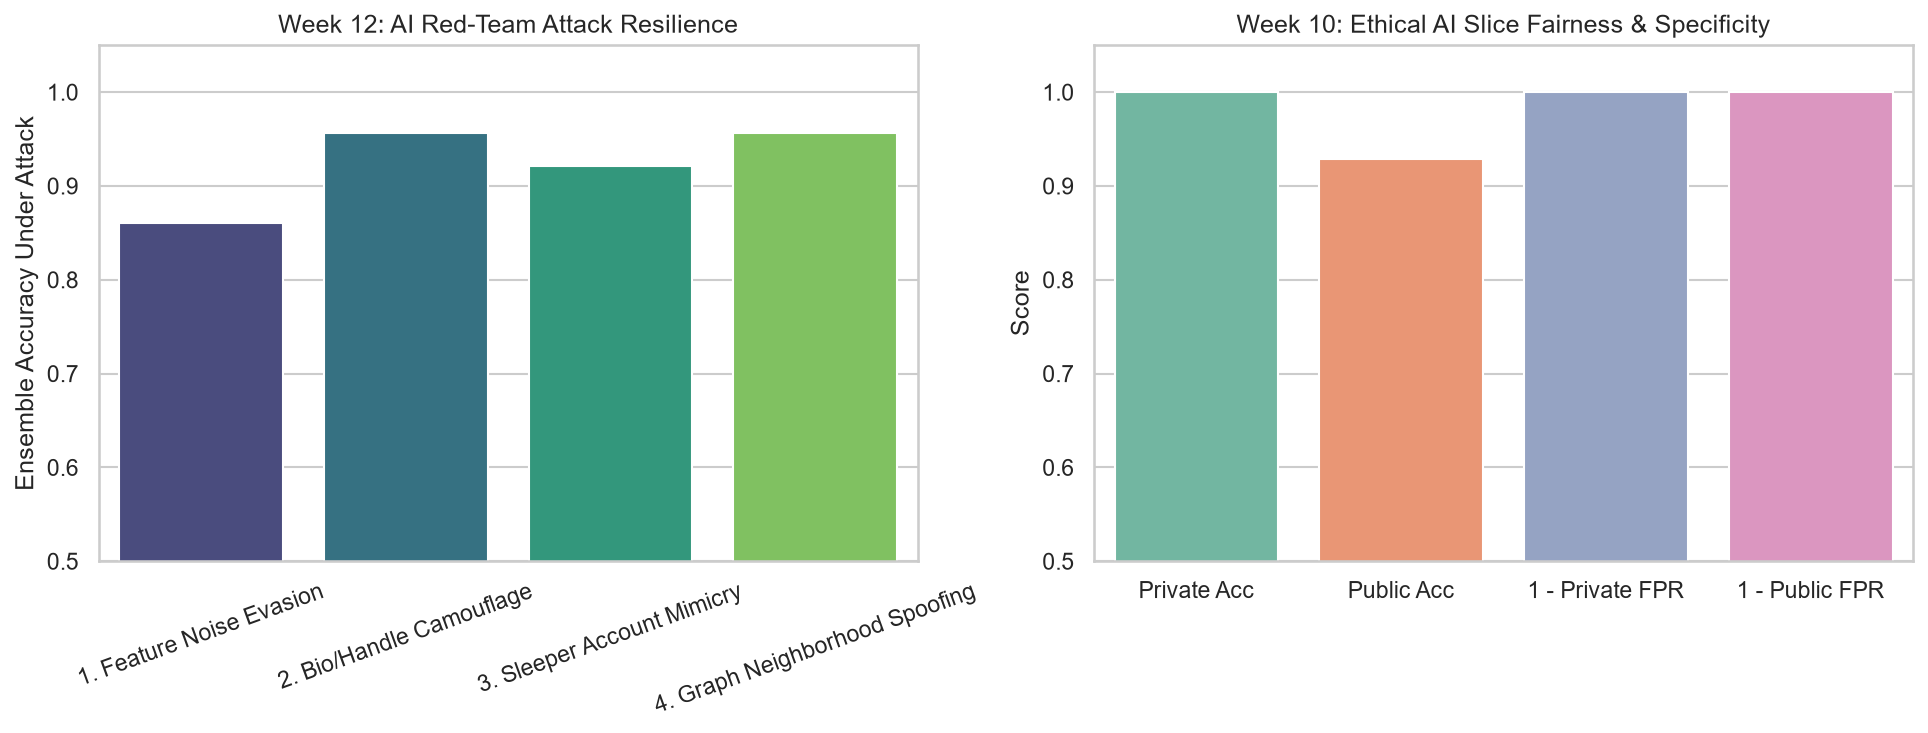 Week 12: AI Red-Team Attack Resilience
Ensemble Accuracy Under Attack
1.0
0.9
0.8
0.7
0.6
0.5
1. Feature Noise Evasion
2. Bio/Handle Camouflage
3. Sleeper Account Mimicry
4. Graph Neighborhood Spoofing
Week 10: Ethical AI Slice Fairness & Specificity
Score
1.0
0.9
0.8
0.7
0.6
0.5
Private Acc
Public Acc
1 - Private FPR
1 - Public FPR